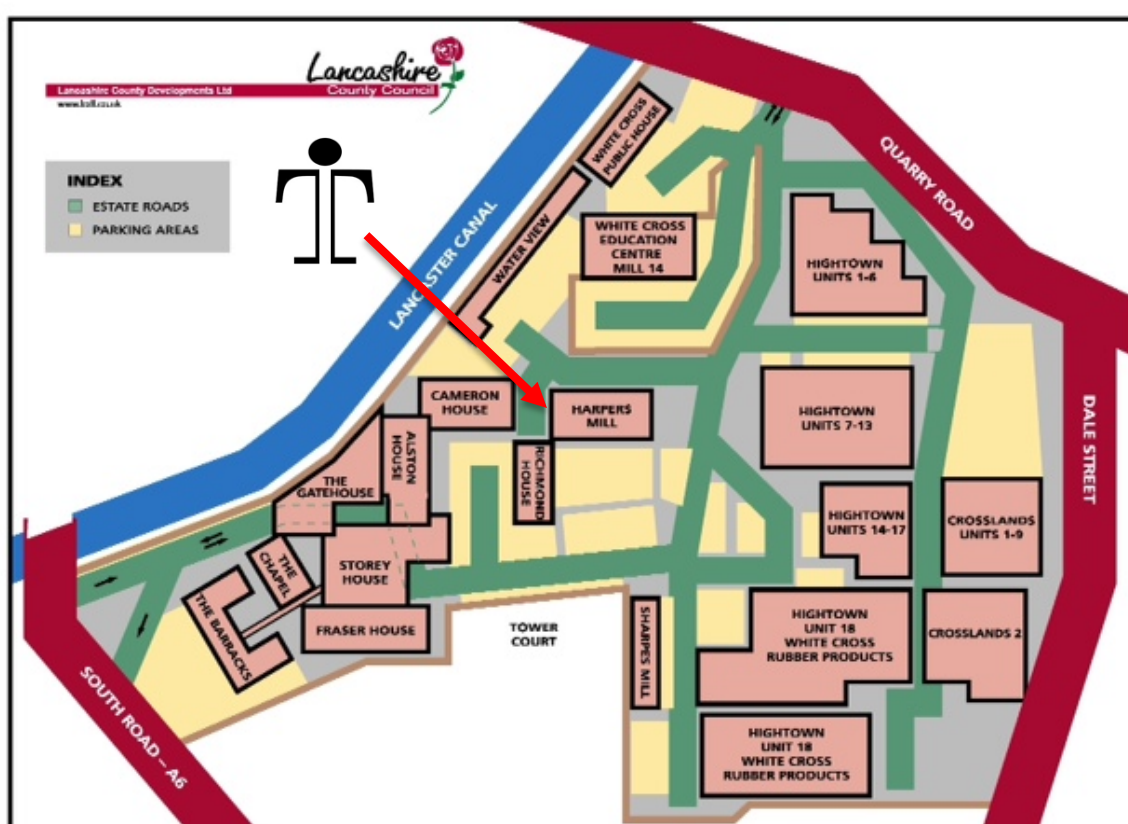 Lancashire
County Council
Lancashire County Developments Ltd
INDEX
ESTATE ROADS
PARKING AREAS
LANCASTER CANAL
WHITE CROSS
PUBLIC HOUSE
WATER VIEW
WHITE CROSS
EDUCATION
CENTRE
MILL 14
QUARRY ROAD
HIGHTOWN
UNITS 1-6
CAMERON
HOUSE
HARPERS
MILL
HIGHTOWN
UNITS 7-13
DALE STREET
ALSTON
HOUSE
RICHMOND
HOUSE
THE
GATEHOUSE
HIGHTOWN
UNITS 14-17
CROSSLANDS
UNITS 1-9
THE
CHAPEL
STOREY
HOUSE
THE BARRACKS
FRASER HOUSE
TOWER
COURT
SHARPES MILL
HIGHTOWN
UNIT 18
WHITE CROSS
RUBBER PRODUCTS
CROSSLANDS 2
SOUTH ROAD – A6
HIGHTOWN
UNIT 18
WHITE CROSS
RUBBER PRODUCTS